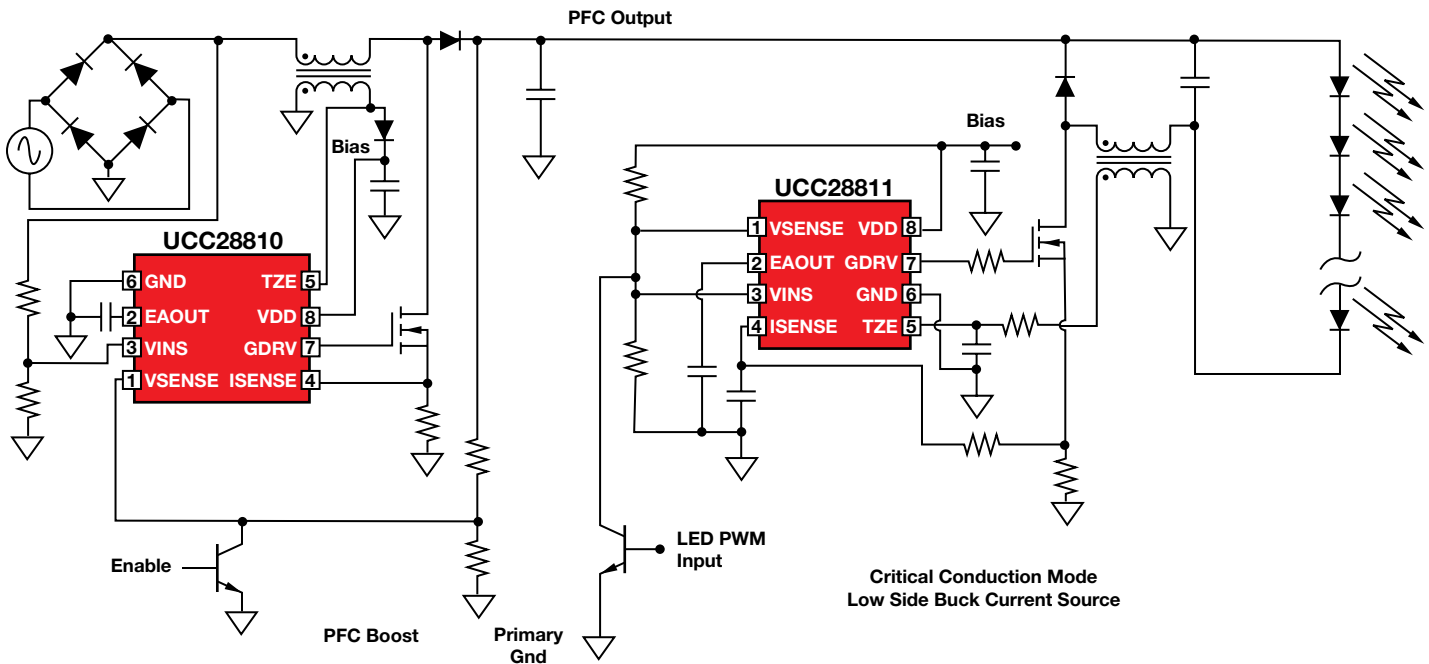 PFC Output
Bias
Bias
UCC28811
1 VSENSE VDD 8
2 EAOUT GDRV 7
3 VINS GND 6
4 ISENSE TZE 5
UCC28810
6 GND TZE 5
2 EAOUT VDD 8
3 VINS GDRV 7
1 VSENSE ISENSE 4
Enable
LED PWM
Input
Critical Conduction Mode
Low Side Buck Current Source
PFC Boost
Primary
Gnd